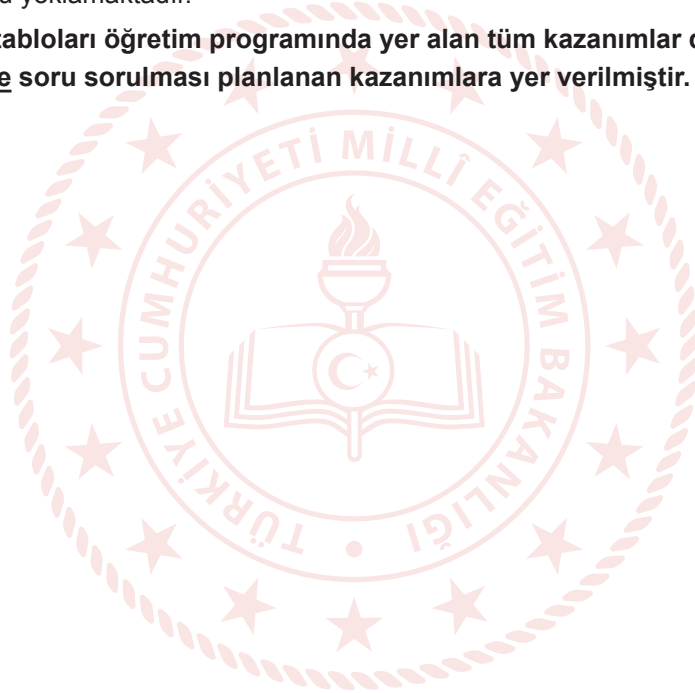 yoklamaktadır.
tabloları öğretim programında yer alan tüm kazanımlar
soru sorulması planlanan kazanımlara yer verilmiştir.
TÜRKİYE CUMHURİYETİ MİLLÎ EĞİTİM BAKANLIĞI